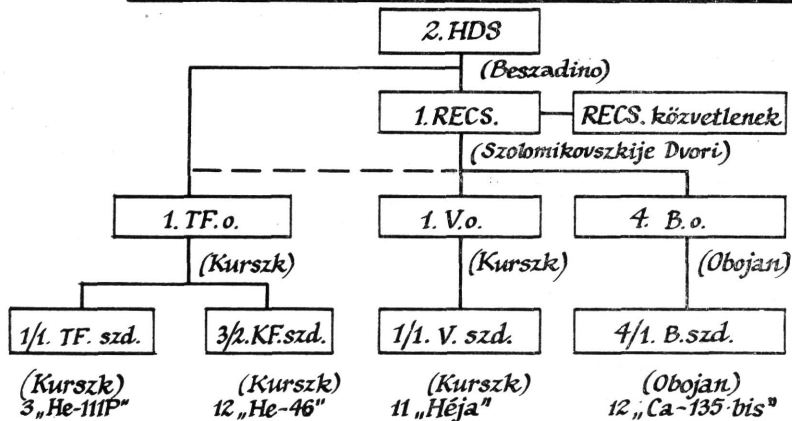 2. HDS
(Beszadino)
1. RECS.
RECS. közvetlenek
(Szolomikovszkije Dvori)
1. TF. o.
1. V.o.
4. B.o.
(Kurszk)
(Kurszk)
(Obojan)
1/1. TF. szd.
3/2. KF. szd.
1/1. V. szd.
4/1. B.szd.
(Kurszk)
(Kurszk)
(Kurszk)
(Obojan)
3 „He-111P"
12 „He-46"
11 „Héja"
12 „Ca-135 bis"